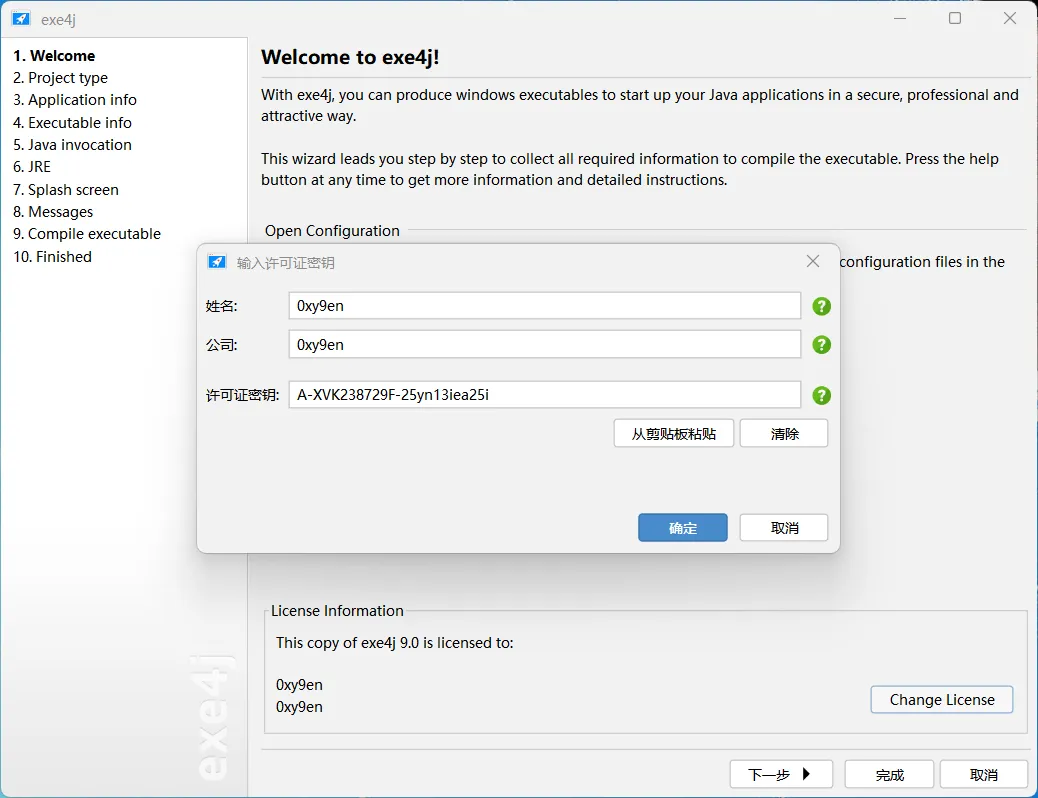 exe4j
1. Welcome
2. Project type
3. Application info
4. Executable info
5. Java invocation
6. JRE
7. Splash screen
8. Messages
9. Compile executable
10. Finished
exe4j
Welcome to exe4j!
With exe4j, you can produce windows executables to start up your Java applications in a secure, professional and
attractive way.
This wizard leads you step by step to collect all required information to compile the executable. Press the help
button at any time to get more information and detailed instructions.
Open Configuration
configuration files in the
输入许可证密钥
姓名: 0xy9en ?
公司: 0xy9en ?
许可证密钥: A-XVK238729F-25yn13iea25i ?
从剪贴板粘贴 清除
确定 取消
License Information
This copy of exe4j 9.0 is licensed to:
0xy9en
0xy9en
Change License
下一步 完成 取消